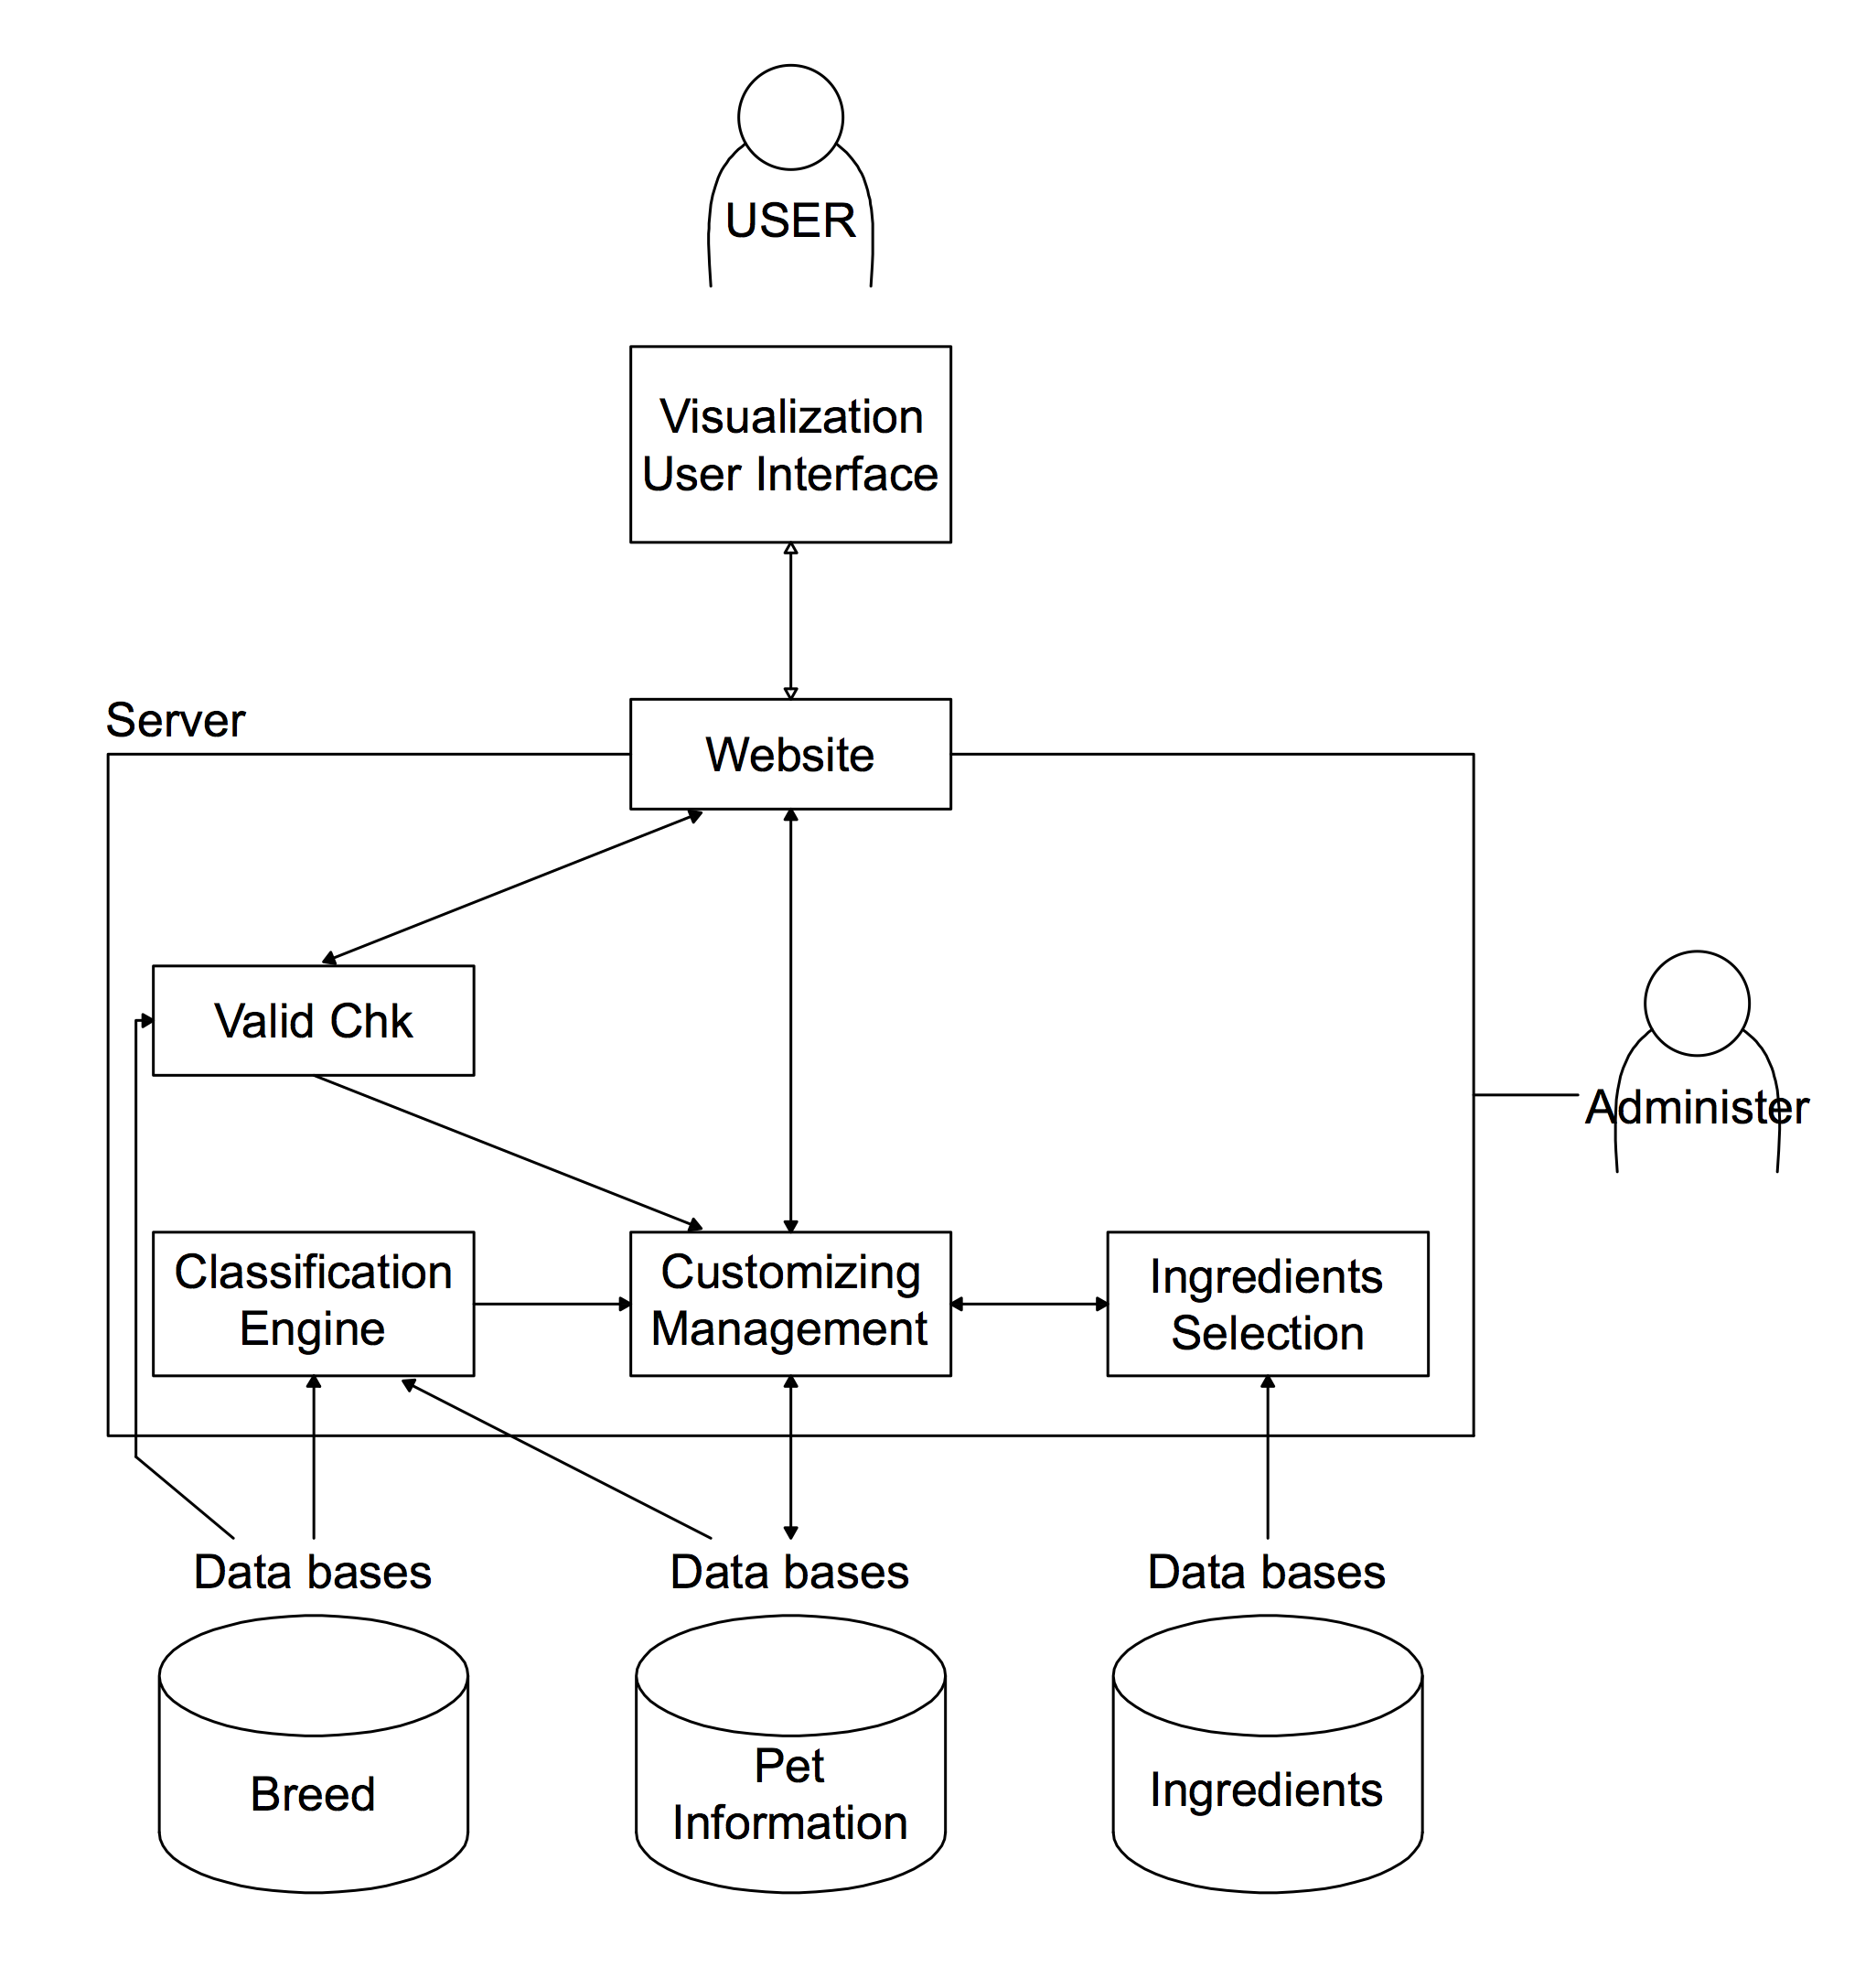 USER
Visualization
User Interface
Server
Website
Valid Chk
Administer
Classification
Engine
Customizing
Management
Ingredients
Selection
Data bases
Data bases
Data bases
Breed
Pet
Information
Ingredients